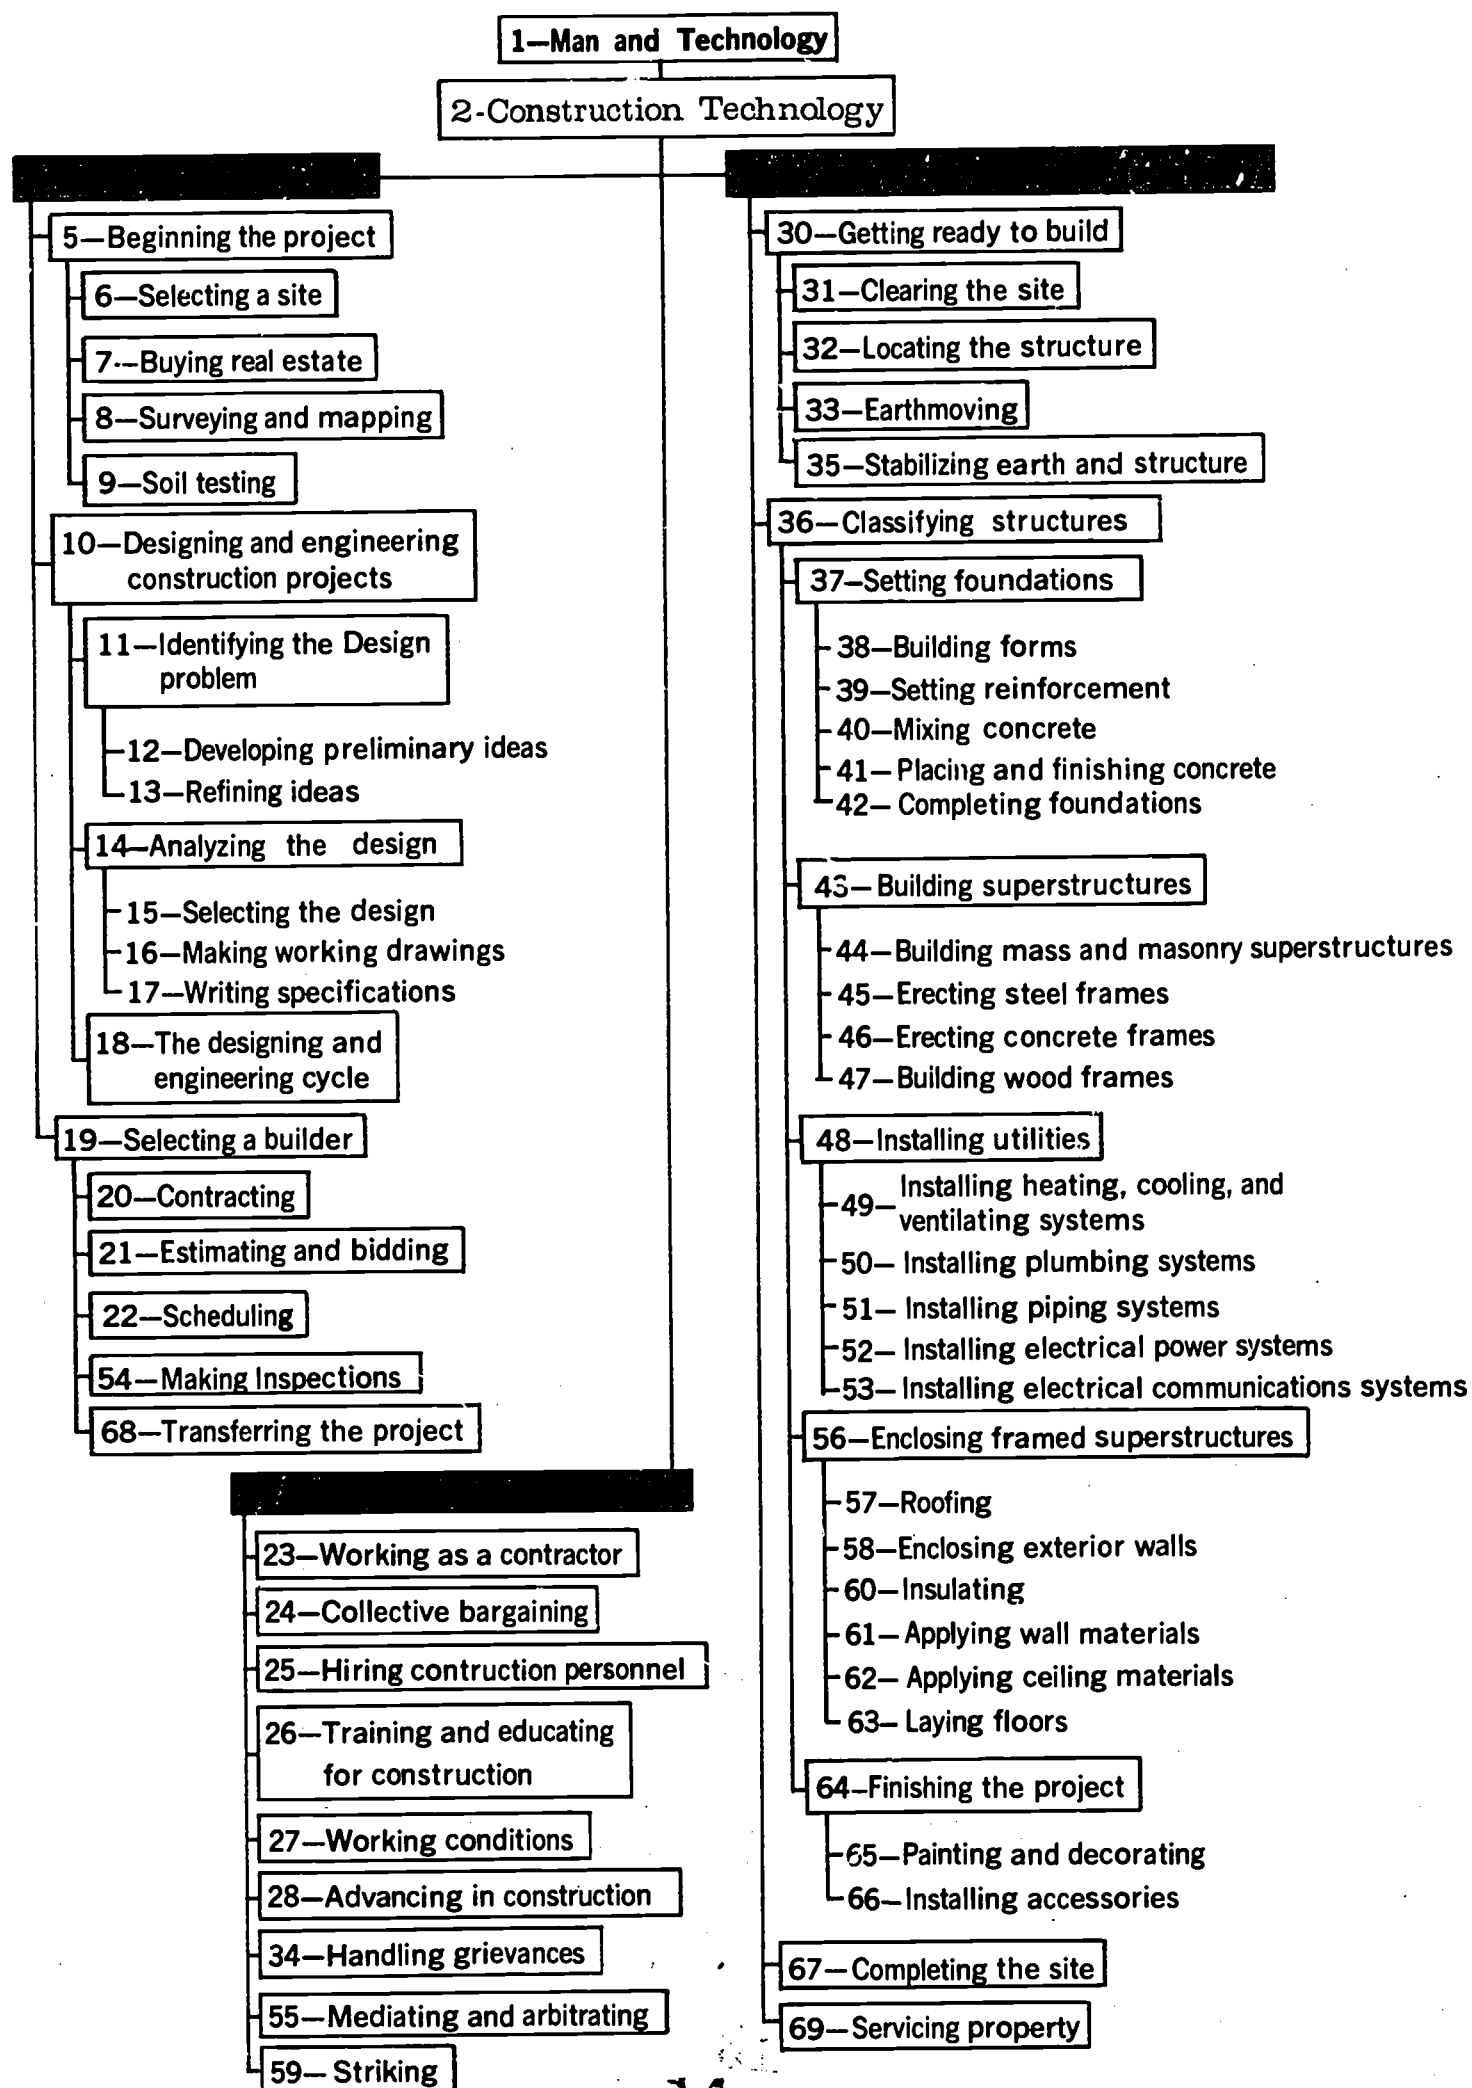 1—Man and Technology
2-Construction Technology
5—Beginning the project
6—Selecting a site
7—Buying real estate
8—Surveying and mapping
9—Soil testing
10—Designing and engineering
construction projects
11—Identifying the Design
problem
12—Developing preliminary ideas
13—Refining ideas
14—Analyzing the design
15—Selecting the design
16—Making working drawings
17—Writing specifications
18—The designing and
engineering cycle
19—Selecting a builder
20—Contracting
21—Estimating and bidding
22—Scheduling
54—Making Inspections
68—Transferring the project
23—Working as a contractor
24—Collective bargaining
25—Hiring contruction personnel
26—Training and educating
for construction
27—Working conditions
28—Advancing in construction
34—Handling grievances
55—Mediating and arbitrating
59—Striking
30—Getting ready to build
31—Clearing the site
32—Locating the structure
33—Earthmoving
35—Stabilizing earth and structure
36—Classifying structures
37—Setting foundations
38—Building forms
39—Setting reinforcement
40—Mixing concrete
41—Placing and finishing concrete
42—Completing foundations
43—Building superstructures
44—Building mass and masonry superstructures
45—Erecting steel frames
46—Erecting concrete frames
47—Building wood frames
48—Installing utilities
49—Installing heating, cooling, and
ventilating systems
50—Installing plumbing systems
51—Installing piping systems
52—Installing electrical power systems
53—Installing electrical communications systems
56—Enclosing framed superstructures
57—Roofing
58—Enclosing exterior walls
60—Insulating
61—Applying wall materials
62—Applying ceiling materials
63—Laying floors
64—Finishing the project
65—Painting and decorating
66—Installing accessories
67—Completing the site
69—Servicing property